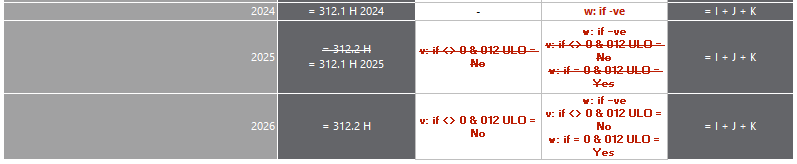 2024
= 312.1 H 2024
-
w: if -ve
= I + J + K
2025
= 312.2 H
= 312.1 H 2025
v: if <> 0 & 012 ULO =
No
w: if -ve
v: if <> 0 & 012 ULO =
No
w: if = 0 & 012 ULO =
Yes
= I + J + K
2026
= 312.2 H
v: if <> 0 & 012 ULO =
No
w: if -ve
v: if <> 0 & 012 ULO =
No
w: if = 0 & 012 ULO =
Yes
= I + J + K